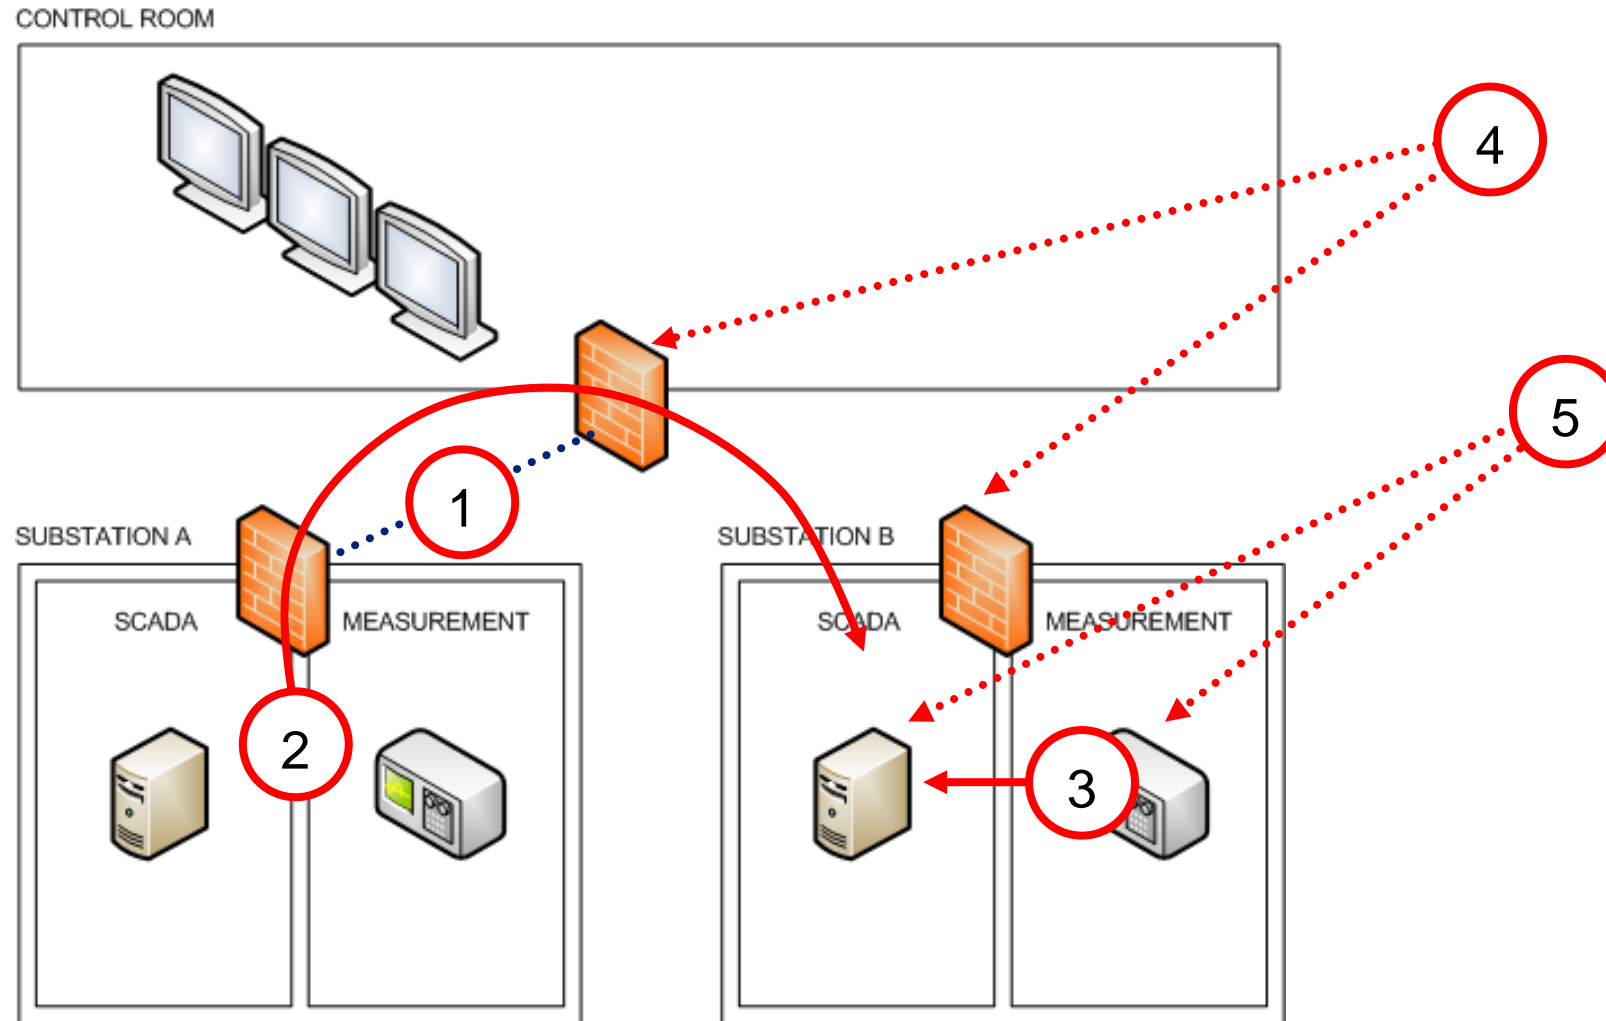 CONTROL ROOM
4
5
1
SUBSTATION A
SUBSTATION B
SCADA
MEASUREMENT
SCADA
MEASUREMENT
2
3